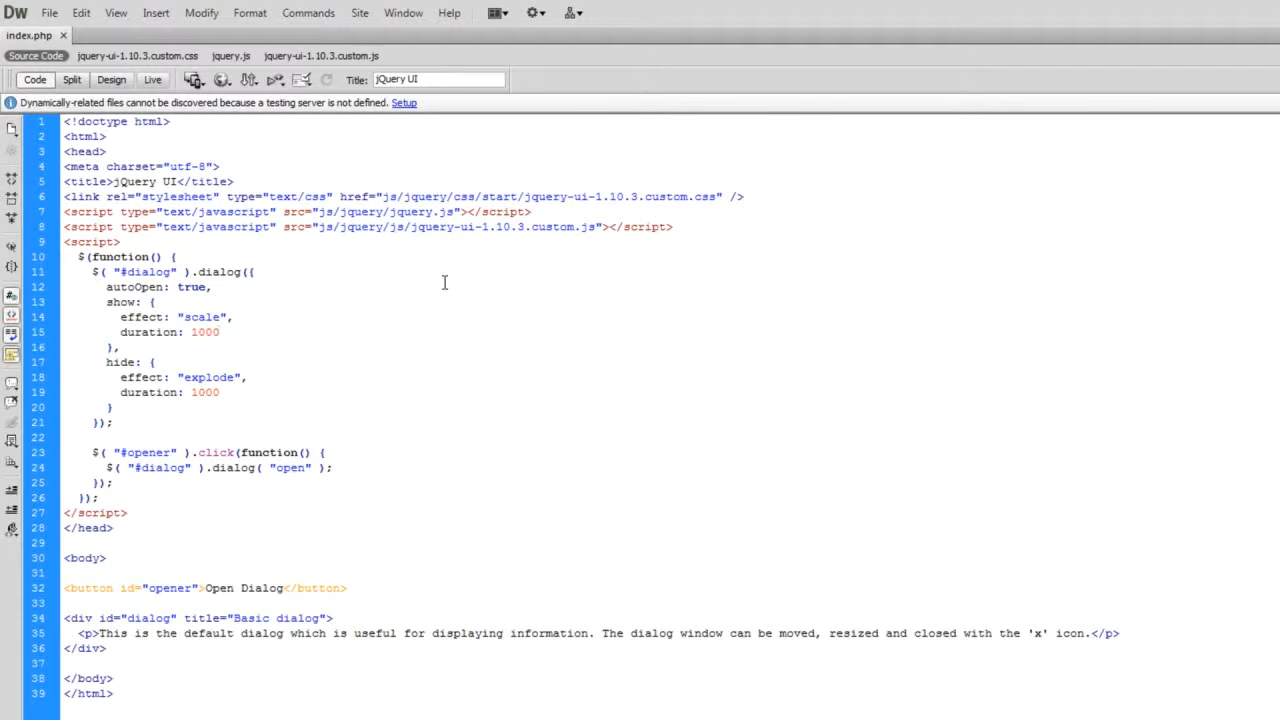 DW File Edit View Insert Modify Format Commands Site Window Help
index.php ×
Source Code jquery-ui-1.10.3.custom.css jquery.js jquery-ui-1.10.3.custom.js
Code Split Design Live Title: jQuery UI
Dynamically-related files cannot be discovered because a testing server is not defined. Setup
1 <!doctype html>
2 <html>
3 <head>
4 <meta charset="utf-8">
5 <title>jQuery UI</title>
6 <link rel="stylesheet" type="text/css" href="js/jquery/css/start/jquery-ui-1.10.3.custom.css" />
7 <script type="text/javascript" src="js/jquery/jquery.js"></script>
8 <script type="text/javascript" src="js/jquery/js/jquery-ui-1.10.3.custom.js"></script>
9 <script>
10 $(function() {
11 $( "#dialog" ).dialog({
12 autoOpen: true,
13 show: {
14 effect: "scale",
15 duration: 1000
16 },
17 hide: {
18 effect: "explode",
19 duration: 1000
20 }
21 });
22
23 $( "#opener" ).click(function() {
24 $( "#dialog" ).dialog( "open" );
25 });
26 });
27 </script>
28 </head>
29
30 <body>
31
32 <button id="opener">Open Dialog</button>
33
34 <div id="dialog" title="Basic dialog">
35 <p>This is the default dialog which is useful for displaying information. The dialog window can be moved, resized and closed with the 'x' icon.</p>
36 </div>
37
38 </body>
39 </html>